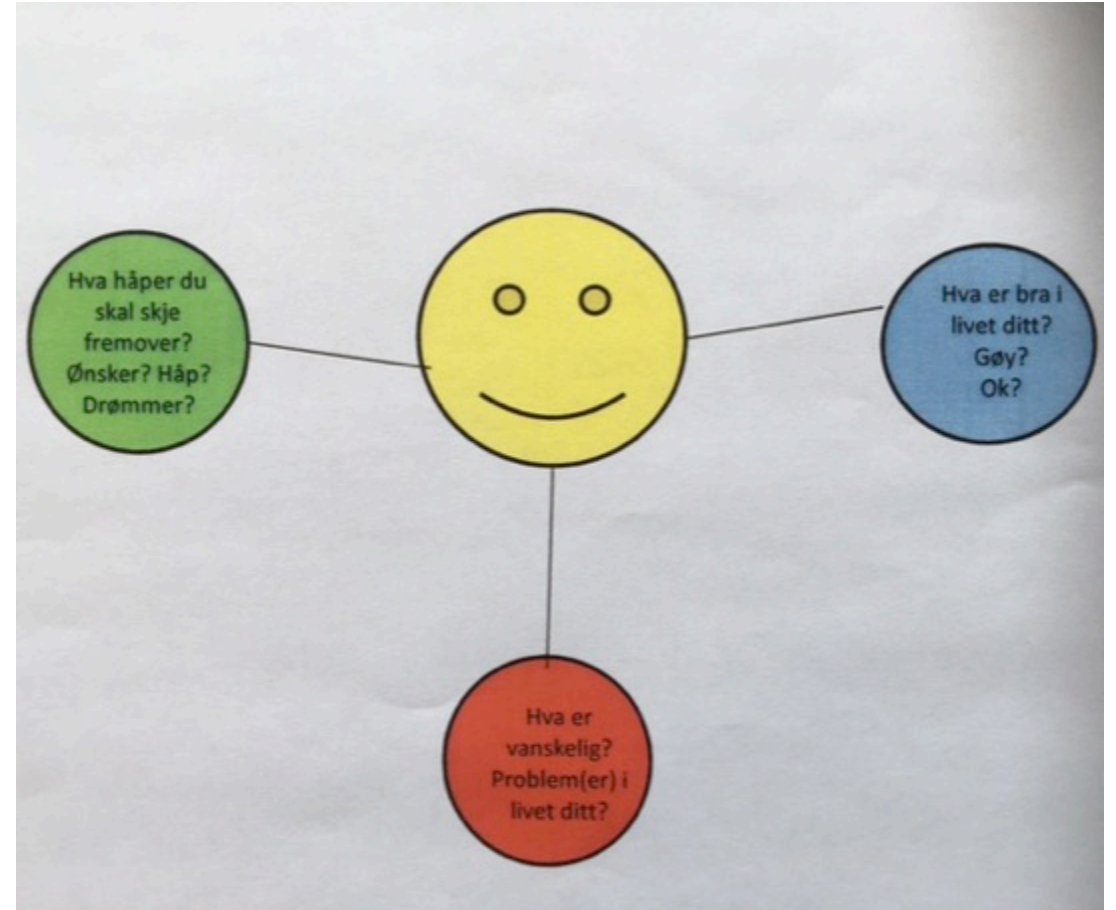 Hva håper du
skal skje
fremover?
Ønsker? Håp?
Drømmer?
Hva er bra i
livet ditt?
Gøy?
Ok?
Hva er
vanskelig?
Problem(er) i
livet ditt?